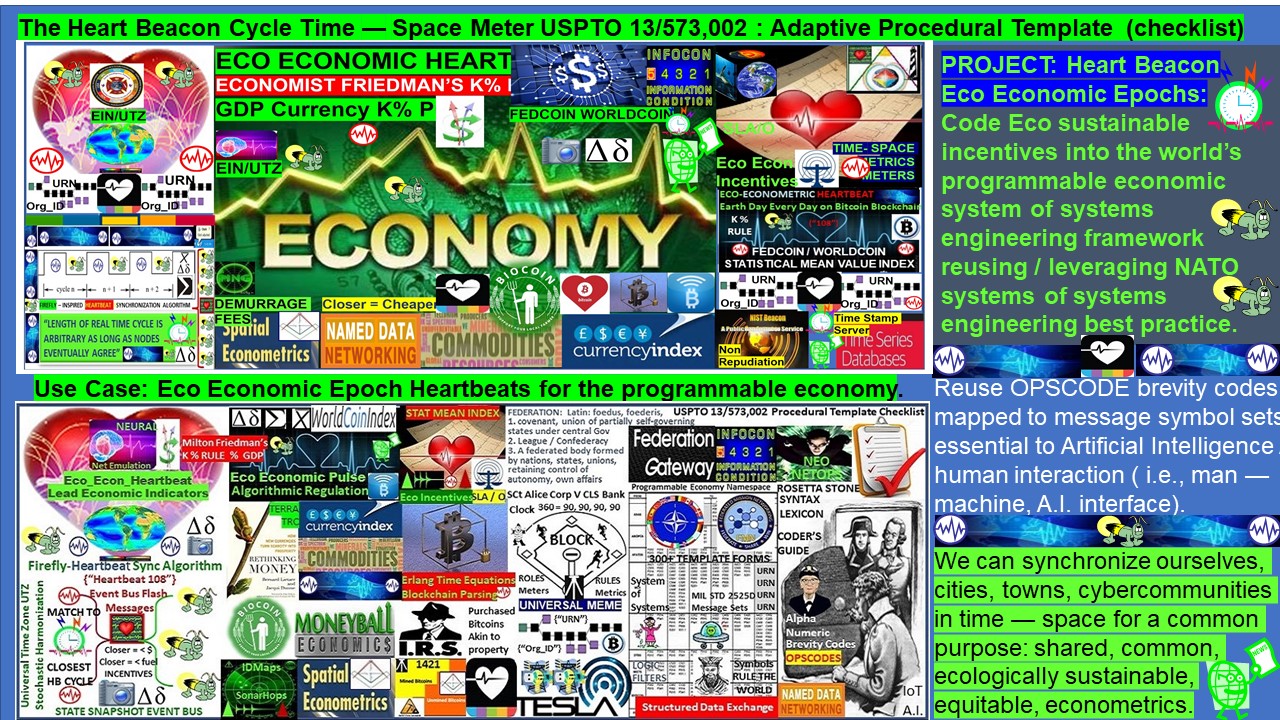 The Heart Beacon Cycle Time — Space Meter USPTO 13/573,002 : Adaptive Procedural Template (checklist)
EIN/UTZ
URN
URN
Org_ID
Org_ID
cycle n
n + 1
n + 2
Δδ
FIREFLY – INSPIRED HEARTBEAT SYNCHRONIZATION ALGORITHM
“LENGTH OF REAL TIME CYCLE IS
ARBITRARY AS LONG AS NODES
EVENTUALLY AGREE”
Δδ
ECO ECONOMIC HEART
ECONOMIST FRIEDMAN’S K%
GDP Currency K% P
EIN/UTZ
FEDCOIN WORLDCOIN
Δδ
ECONOMY
DEMURRAGE
FEES
Closer = Cheaper
BIOCOIN
bitcoin
Spatial
Econometrics
NAMED DATA
NETWORKING
COMMODITIES
£ $ € ¥
currencyindex
INFOCON
5 4 3 2 1
INFORMATION
CONDITION
NEWS
SLA/O
Eco Econ
Incentives
TIME- SPACE
METRICS
METERS
ECO-ECONOMETRIC HEARTBEAT
Earth Day Every Day on Bitcoin Blockchain
K %
RULE
{“108”}
FEDCOIN / WORLDCOIN
STATISTICAL MEAN VALUE INDEX
URN
URN
Org_ID
Org_ID
NIST Beacon
Non
Repudiation
Time Stamp
Server
Time Series
Databases
PROJECT: Heart Beacon
Eco Economic Epochs:
Code Eco sustainable
incentives into the world’s
programmable economic
system of systems
engineering framework
reusing / leveraging NATO
systems of systems
engineering best practice.
Use Case: Eco Economic Epoch Heartbeats for the programmable economy.
NEURAL
Net Emulation
Eco_Econ_Heartbeat
Lead Economic Indicators
Δδ
Firefly-Heartbeat Sync Algorithm
{“Heartbeat 108”}
Event Bus Flash
Messages
Universal Time Zone UTZ
Stochastic Harmonization
MATCH TO
CLOSEST
HB CYCLE
Closer = < $
Closer = < fuel
INCENTIVES
Δδ
STATE SNAPSHOT EVENT BUS
Δδ
WorldCoinIndex
Milton Friedman’s
K% RULE % GDP
Eco Economic Pulse
Algorithmic Regulation
TERRA
TRC
RETHINKING
MONEY
currencyindex
COMMODITIES
BIOCOIN
MONEYBALL
ECONOMICS
IDMaps
SonarHops
Spatial
Econometrics
STAT MEAN INDEX
Eco Incentives
SLA / O
Erlang Time Equations
Blockchain Parsing
I.R.S.
Purchased
Bitcoins
Akin to
property
1421
Mined Bitcoins
Unmined Bitcoins
TESLA
FEDERATION: Latin: foedus, foederis,
1. covenant, union of partially self-governing
states under central Gov
2. League / Confederacy
3. A federated body formed
by nations, states, unions,
retaining control of
autonomy, own affairs
SCt Alice Corp V CLS Bank
Clock 360 = 90, 90, 90, 90
BLOCK
ROLES
Meters
RULES
Metrics
UNIVERSAL MEME
{“URN”}
{“Org_ID”}
USPTO 13/573,002 Procedural Template Checklist
Federation
Gateway
INFOCON
5 4 3 2 1
INFORMATION
CONDITION
NEO
NETOPS
Programmable Economy Namespace
ROSETTA STONE
SYNTAX
LEXICON
CODER’S
GUIDE
300+ TEMPLATE FORMS
URN
URN
URN
System
of
Systems
MIL STD 2525D
Message Sets
Alpha
Numeric
Brevity Codes
OPSCODES
LOGIC
FILTERS
Symbols
RULE THE
WORLD
Structured Data Exchange
NAMED DATA
NETWORKING
IoT
A.I.
Reuse OPSCODE brevity codes
mapped to message symbol sets
essential to Artificial Intelligence
human interaction ( i.e., man —
machine, A.I. interface).
We can synchronize ourselves,
cities, towns, cybercommunities
in time — space for a common
purpose: shared, common,
ecologically sustainable,
equitable, econometrics.
NEWS